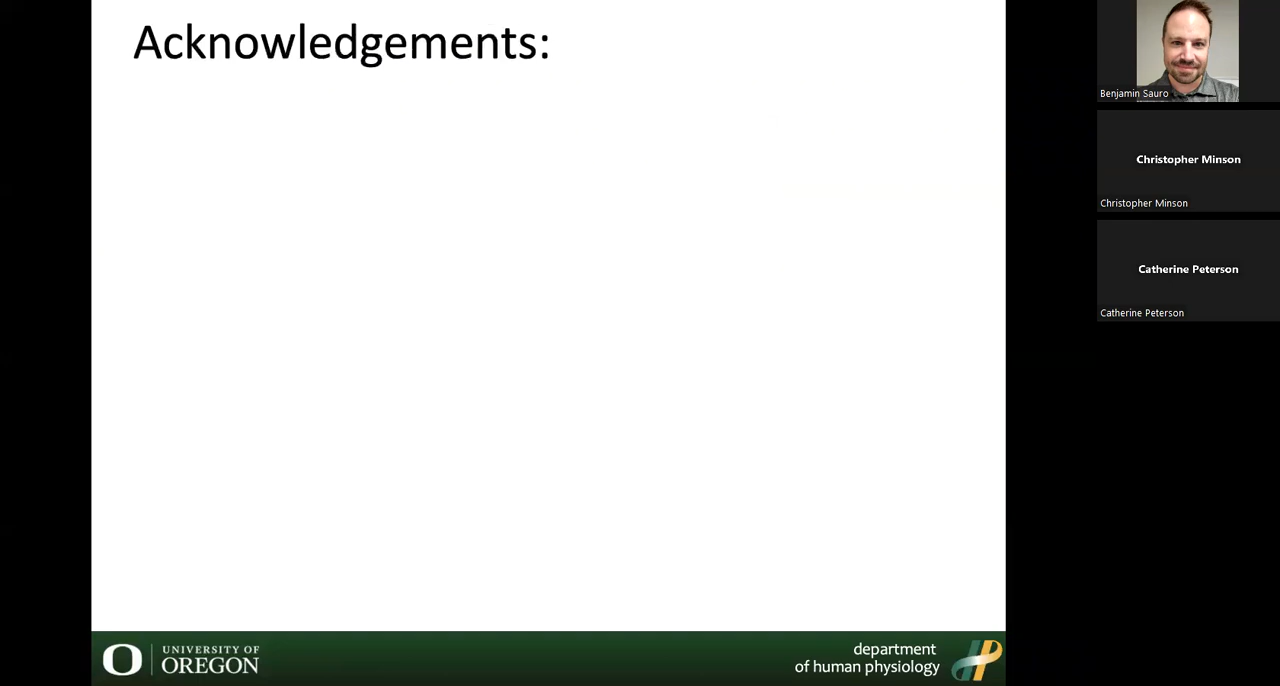 Acknowledgements:
Benjamin Sauro
Christopher Minson
Christopher Minson
Catherine Peterson
Catherine Peterson
UNIVERSITY OF
OREGON
department
of human physiology